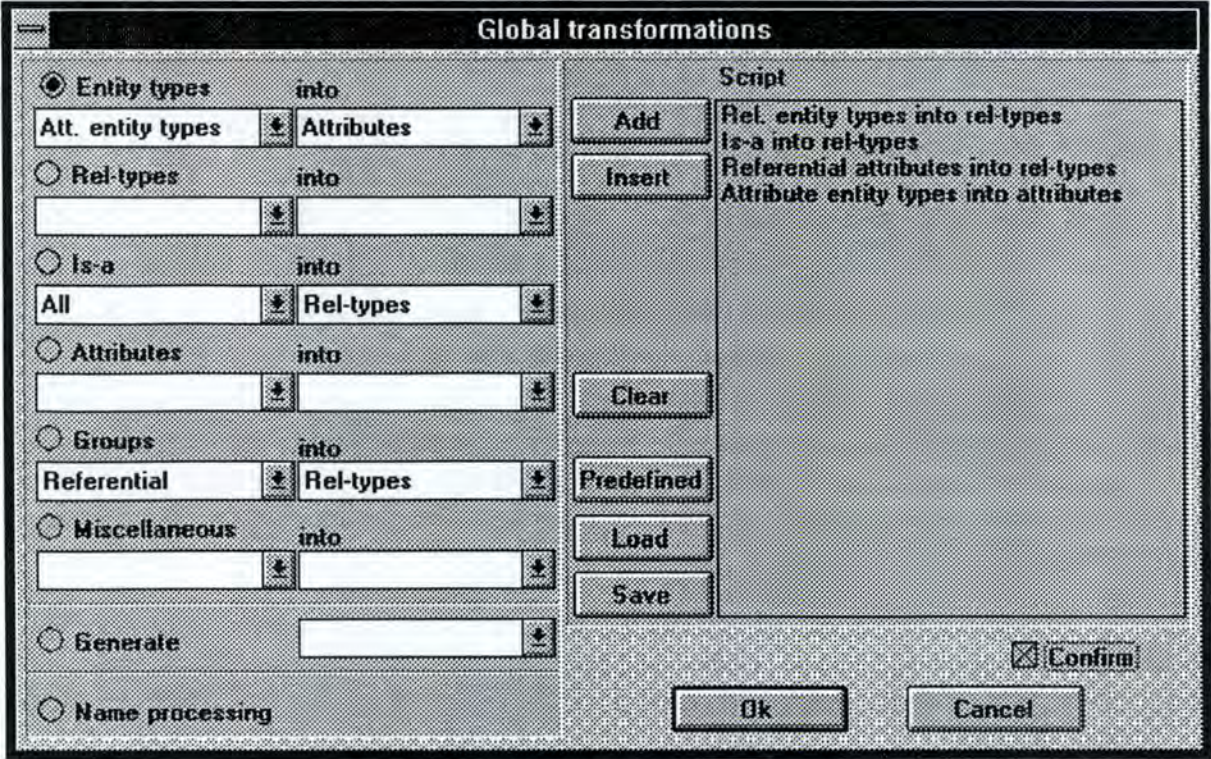 Global transformations
Entity types into
Att. entity types Attributes
Rel-types into
Is-a into
All Rel-types
Attributes into
Groups into
Referential Rel-types
Miscellaneous into
Generate
Name processing
Add
Insert
Clear
Predefined
Load
Save
Script
Rel. entity types into rel-types
Is-a into rel-types
Referential attributes into rel-types
Attribute entity types into attributes
Confirm
Ok Cancel